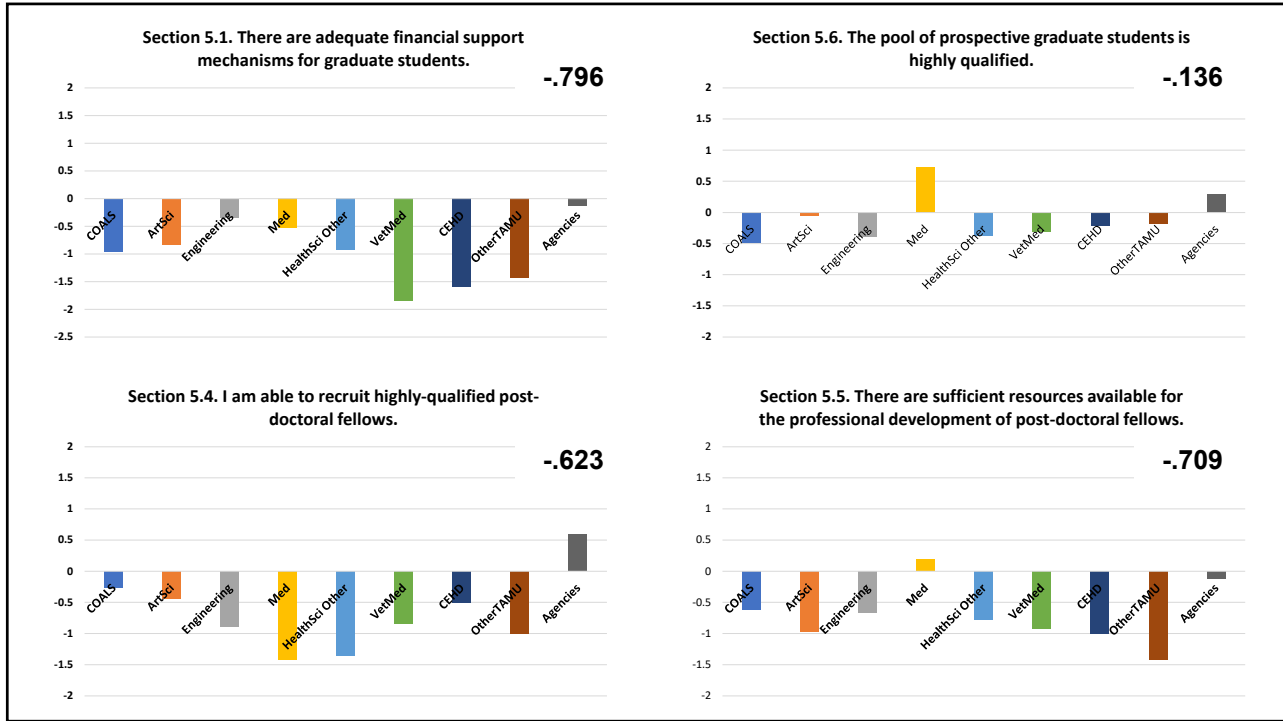 Section 5.1. There are adequate financial support
mechanisms for graduate students.
-.796
2
1.5
1
0.5
0
-0.5
-1
-1.5
-2
-2.5
COALS
ArtSci
Engineering
Med
HealthSci Other
VetMed
CEHD
OtherTAMU
Agencies
Section 5.6. The pool of prospective graduate students is
highly qualified.
-.136
2
1.5
1
0.5
0
-0.5
-1
-1.5
-2
COALS
ArtSci
Engineering
Med
HealthSci Other
VetMed
CEHD
OtherTAMU
Agencies
Section 5.4. I am able to recruit highly-qualified post-
doctoral fellows.
-.623
2
1.5
1
0.5
0
-0.5
-1
-1.5
-2
COALS
ArtSci
Engineering
Med
HealthSci Other
VetMed
CEHD
OtherTAMU
Agencies
Section 5.5. There are sufficient resources available for
the professional development of post-doctoral fellows.
-.709
2
1.5
1
0.5
0
-0.5
-1
-1.5
-2
COALS
ArtSci
Engineering
Med
HealthSci Other
VetMed
CEHD
OtherTAMU
Agencies